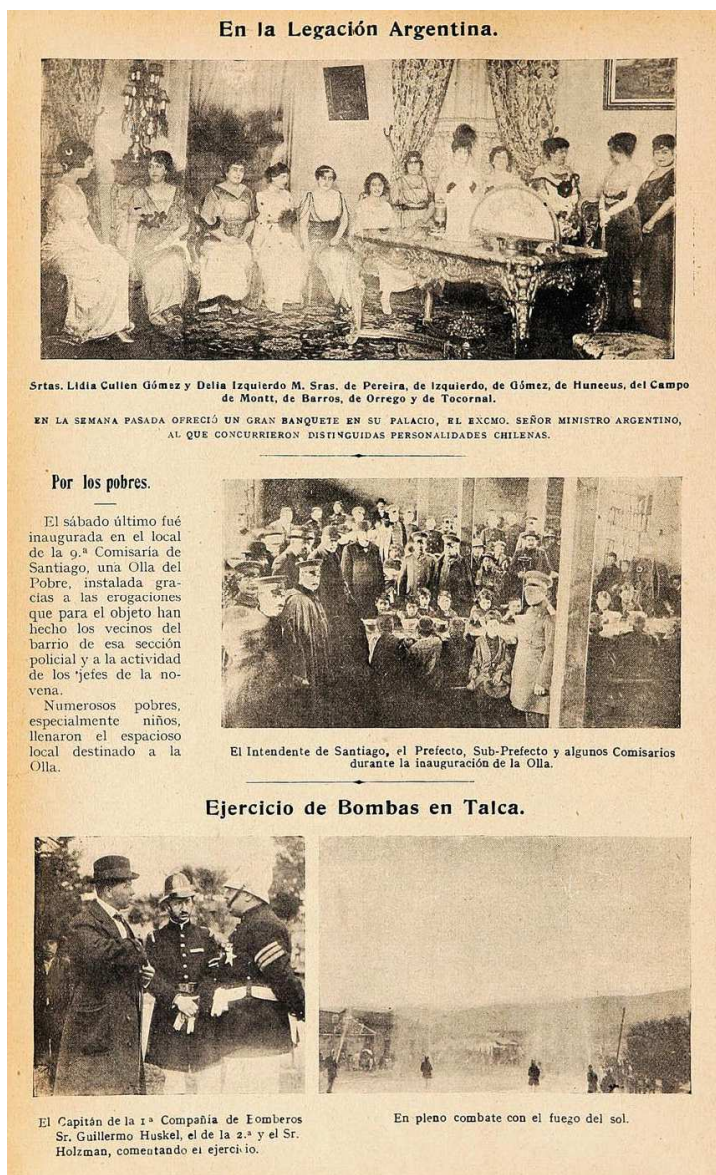 En la Legación Argentina.
Srtas. Lidia Cullen Gómez y Delia Izquierdo M. Sras. de Pereira, de Izquierdo, de Gómez, de Huneeus, del Campo
de Montt, de Barros, de Orrego y de Tocornal.
EN LA SEMANA PASADA OFRECIÓ UN GRAN BANQUETE EN SU PALACIO, EL EXCMO. SEÑOR MINISTRO ARGENTINO,
AL QUE CONCURRIERON DISTINGUIDAS PERSONALIDADES CHILENAS.
Por los pobres.
El sábado último fué
inaugurada en el local
de la 9.ª Comisaría de
Santiago, una Olla del
Pobre, instalada gra-
cias a las erogaciones
que para el objeto han
hecho los vecinos del
barrio de esa sección
policial y a la actividad
de los 'jefes de la no-
vena.
Numerosos pobres,
especialmente niños,
llenaron el espacioso
local destinado a la
Olla.
El Intendente de Santiago, el Prefecto, Sub-Prefecto y algunos Comisarios
durante la inauguración de la Olla.
Ejercicio de Bombas en Talca.
El Capitán de la 1ª Compañia de Bomberos
Sr. Guillermo Huskel, el de la 2.ª y el Sr.
Holzman, comentando el ejercicio.
En pleno combate con el fuego del sol.